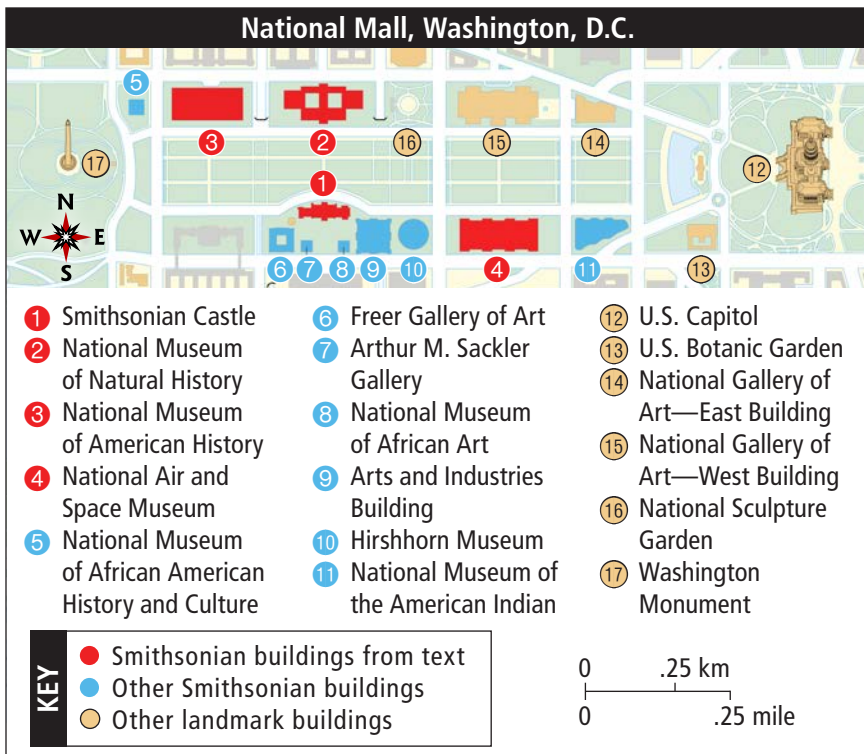 National Mall, Washington, D.C.
5
3
2
16
15
14
17
12
1
N
W E
S
6 7 8 9 10
4
11
13
1 Smithsonian Castle
2 National Museum
of Natural History
3 National Museum
of American History
4 National Air and
Space Museum
5 National Museum
of African American
History and Culture
6 Freer Gallery of Art
7 Arthur M. Sackler
Gallery
8 National Museum
of African Art
9 Arts and Industries
Building
10 Hirshhorn Museum
11 National Museum of
the American Indian
12 U.S. Capitol
13 U.S. Botanic Garden
14 National Gallery of
Art—East Building
15 National Gallery of
Art—West Building
16 National Sculpture
Garden
17 Washington
Monument
KEY
Smithsonian buildings from text
Other Smithsonian buildings
Other landmark buildings
0 .25 km
0 .25 mile